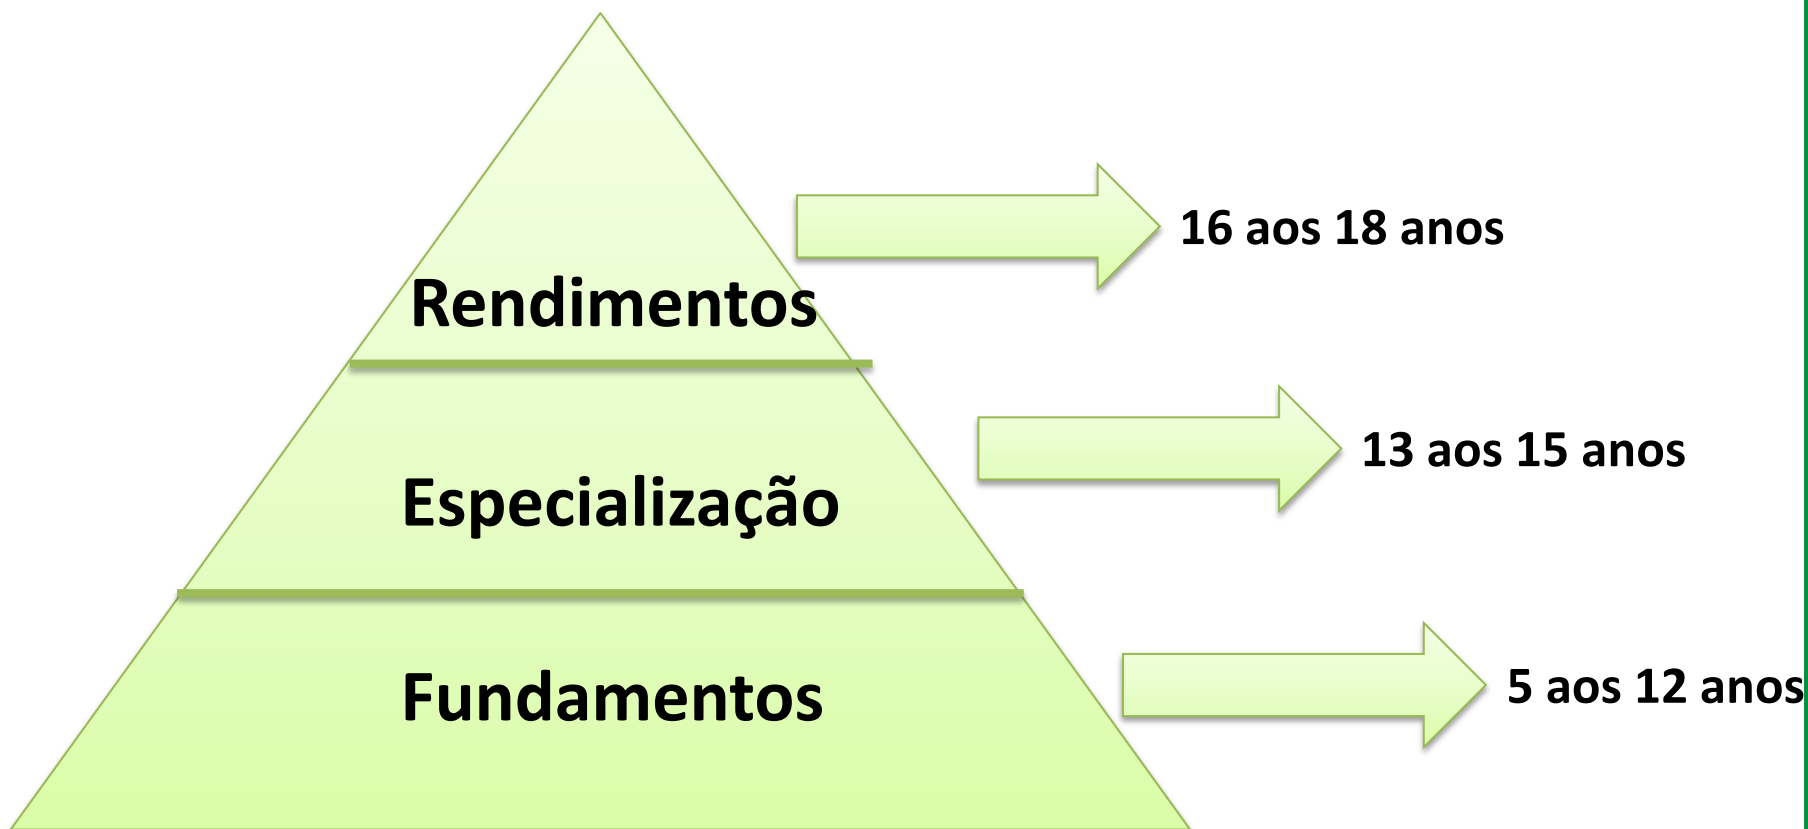 16 aos 18 anos
Rendimentos
13 aos 15 anos
Especialização
5 aos 12 anos
Fundamentos